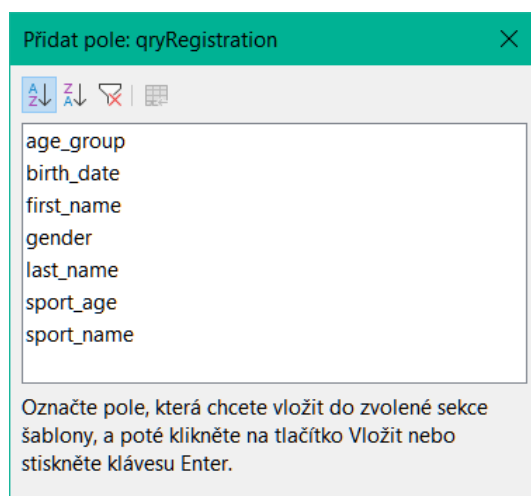 Přidat pole: qryRegistration
age_group
birth_date
first_name
gender
last_name
sport_age
sport_name
Označte pole, která chcete vložit do zvolené sekce
šablony, a poté klikněte na tlačítko Vložit nebo
stiskněte klávesu Enter.